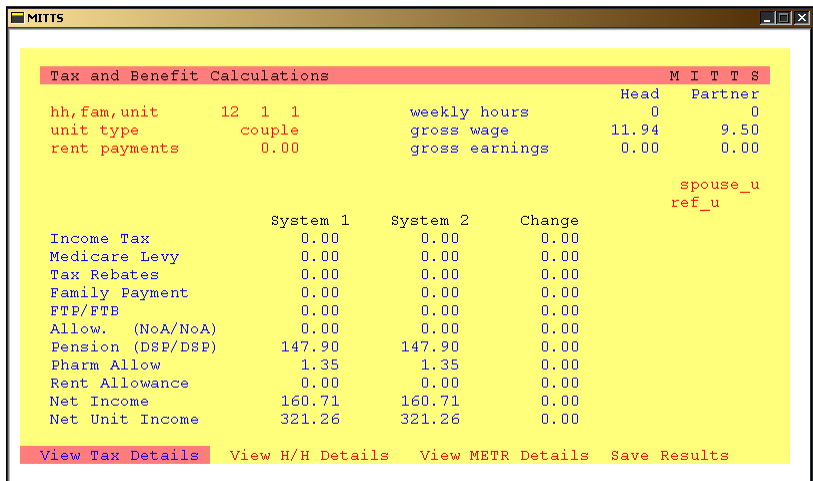 MITTS
Tax and Benefit Calculations M I T T S
Head Partner
hh,fam,unit 12 1 1 weekly hours 0 0
unit type couple gross wage 11.94 9.50
rent payments 0.00 gross earnings 0.00 0.00
spouse_u
ref_u
System 1 System 2 Change
Income Tax 0.00 0.00 0.00
Medicare Levy 0.00 0.00 0.00
Tax Rebates 0.00 0.00 0.00
Family Payment 0.00 0.00 0.00
FTP/FTB 0.00 0.00 0.00
Allow. (NoA/NoA) 0.00 0.00 0.00
Pension (DSP/DSP) 147.90 147.90 0.00
Pharm Allow 1.35 1.35 0.00
Rent Allowance 0.00 0.00 0.00
Net Income 160.71 160.71 0.00
Net Unit Income 321.26 321.26 0.00
View Tax Details View H/H Details View METR Details Save Results